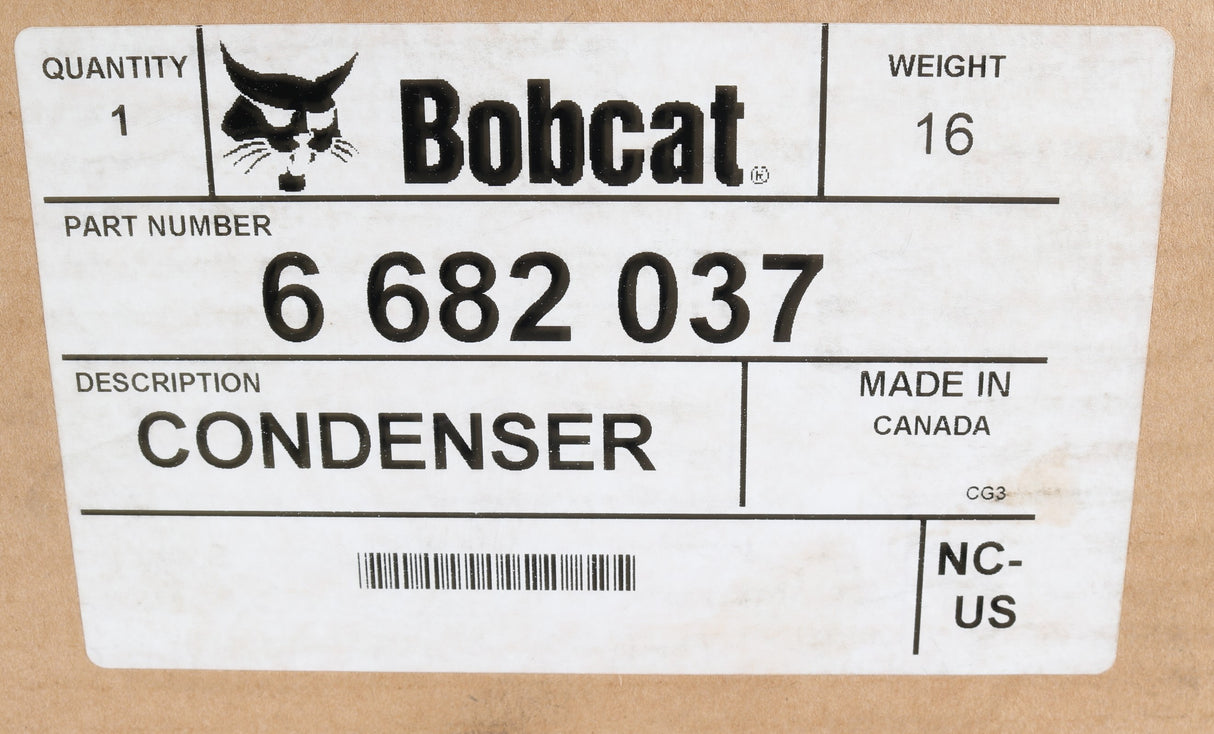 QUANTITY
1
Bobcat®
WEIGHT
16
PART NUMBER
6 682 037
DESCRIPTION
CONDENSER
MADE IN
CANADA
CG3
NC-
US